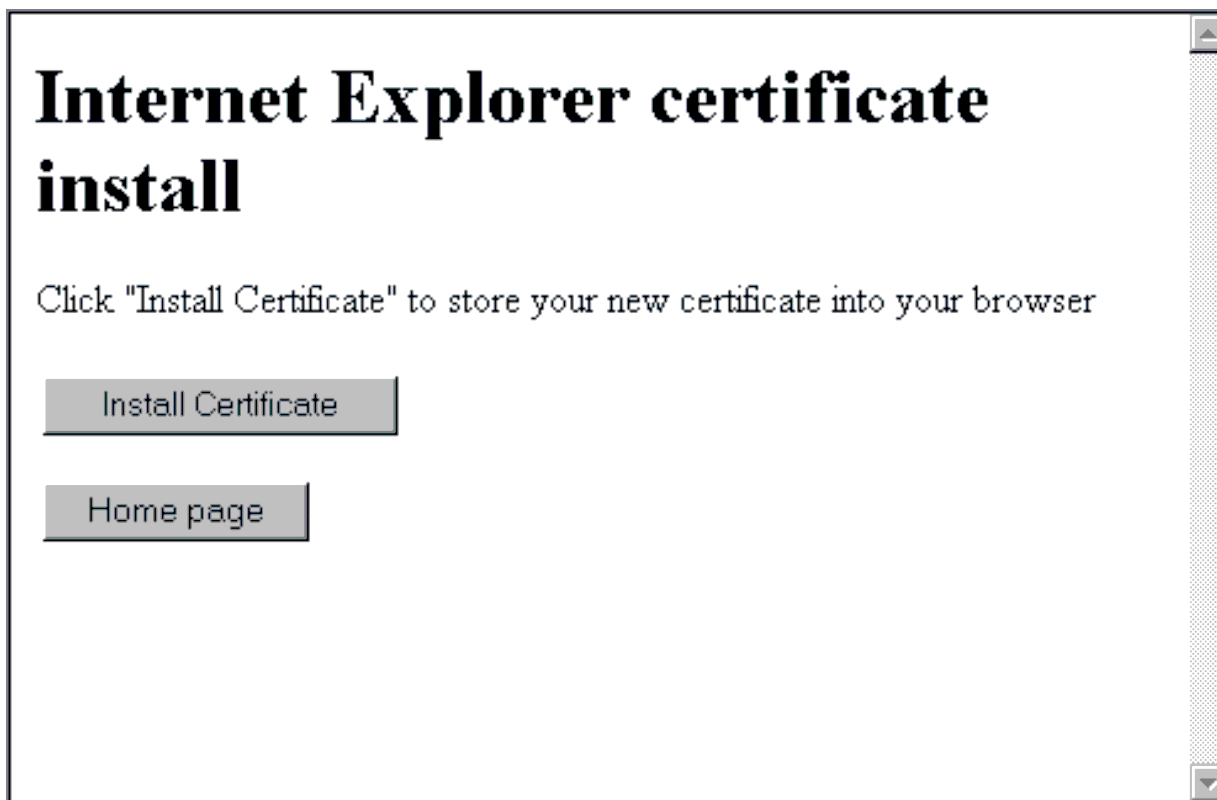 Internet Explorer certificate
install
Click "Install Certificate" to store your new certificate into your browser
Install Certificate
Home page